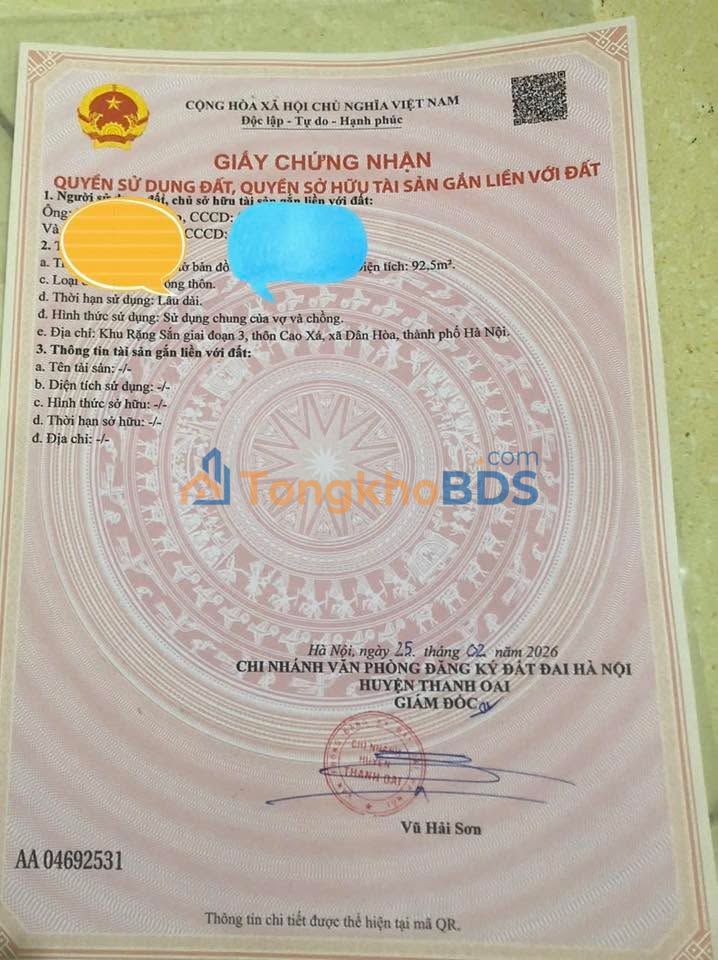 CỘNG HÒA XÃ HỘI CHỦ NGHĨA VIỆT NAM
Độc lập - Tự do - Hạnh phúc
GIẤY CHỨNG NHẬN
QUYỀN SỬ DỤNG ĐẤT, QUYỀN SỞ HỮU TÀI SẢN GẮN LIỀN VỚI ĐẤT
1. Người sử dụng đất, chủ sở hữu tài sản gắn liền với đất:
Ông: , CCCD:
Và CCCD:
2.
a. tờ bản đồ diện tích: 92,5m².
c. Loại nông thôn.
d. Thời hạn sử dụng: Lâu dài.
đ. Hình thức sử dụng: Sử dụng chung của vợ và chồng.
e. Địa chỉ: Khu Rặng Sắn giai đoạn 3, thôn Cao Xá, xã Dân Hòa, thành phố Hà Nội.
3. Thông tin tài sản gắn liền với đất:
a. Tên tài sản: -/-
b. Diện tích sử dụng: -/-
c. Hình thức sở hữu: -/-
d. Thời hạn sở hữu: -/-
đ. Địa chỉ: -/-
TongkhoBDS.com
Hà Nội, ngày 25. tháng 02 năm 2026
CHI NHÁNH VĂN PHÒNG ĐĂNG KÝ ĐẤT ĐAI HÀ NỘI
HUYỆN THANH OAI
GIÁM ĐỐC
CHI NHÁNH
HUYỆN
THANH OAI
Vũ Hải Sơn
AA 04692531
Thông tin chi tiết được thể hiện tại mã QR.